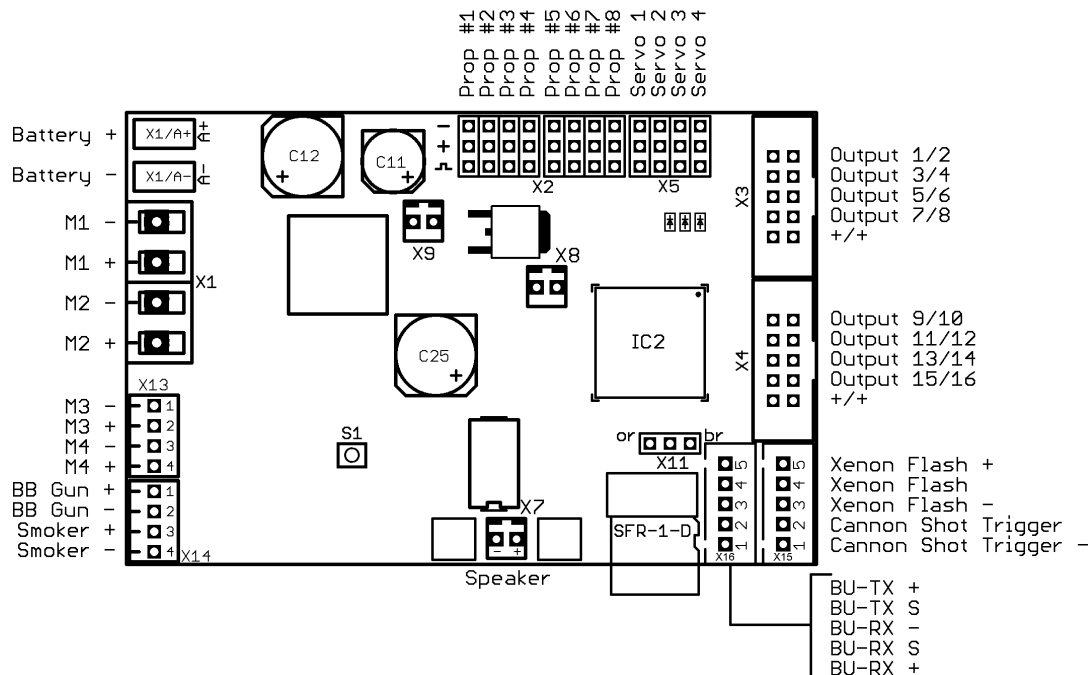 Prop #1
Prop #2
Prop #3
Prop #4
Prop #5
Prop #6
Prop #7
Prop #8
Servo 1
Servo 2
Servo 3
Servo 4
Battery +
X1/A+
A+
Battery -
X1/A-
A-
C12
C11
-
+
X2
X5
X3
Output 1/2
Output 3/4
Output 5/6
Output 7/8
+/+
M1 -
M1 +
M2 -
M2 +
X1
X9
X8
C25
+
IC2
X4
Output 9/10
Output 11/12
Output 13/14
Output 15/16
+/+
X13
M3 - 1
M3 + 2
M4 - 3
M4 + 4
BB Gun + 1
BB Gun - 2
Smoker + 3
Smoker - 4
X14
S1
X7
- +
Speaker
or br
X11
SFR-1-D
5
4
3
2
1
X16
5
4
3
2
1
X15
Xenon Flash +
Xenon Flash
Xenon Flash -
Cannon Shot Trigger
Cannon Shot Trigger -
BU-TX +
BU-TX S
BU-RX -
BU-RX S
BU-RX +